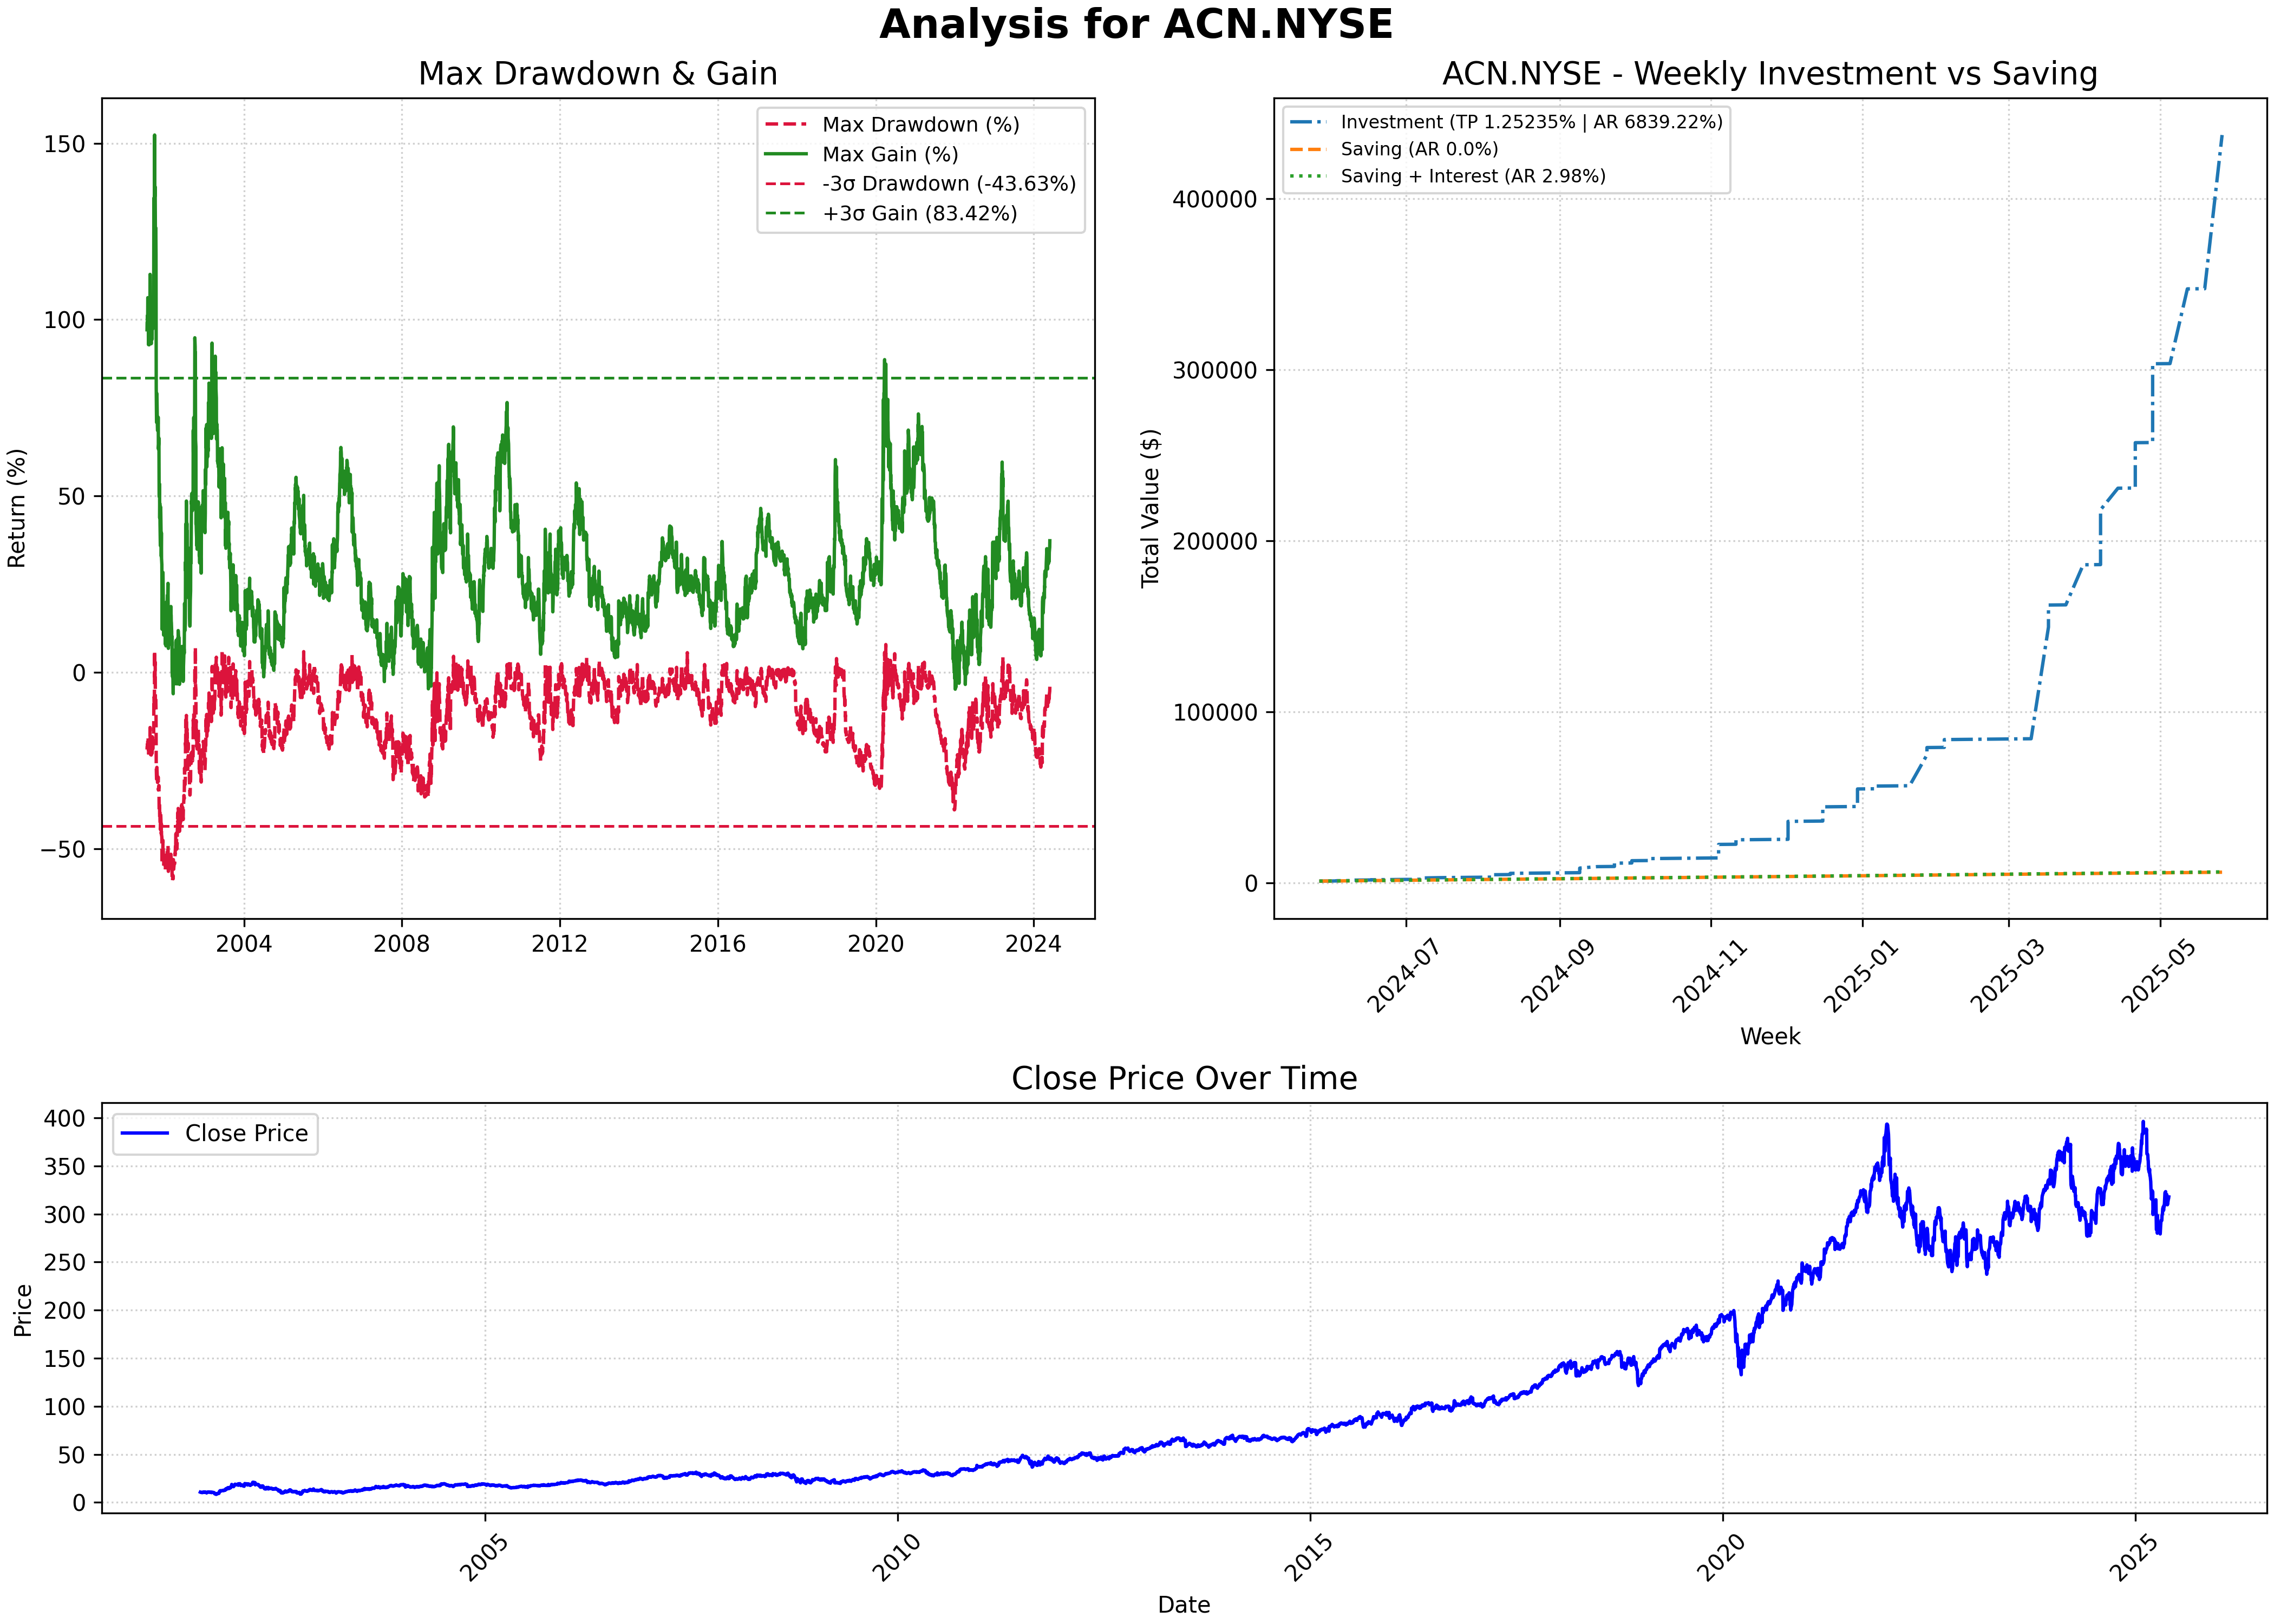 Analysis for ACN.NYSE
Max Drawdown & Gain
Return (%)
150
100
50
0
−50
Max Drawdown (%)
Max Gain (%)
-3σ Drawdown (-43.63%)
+3σ Gain (83.42%)
2004
2008
2012
2016
2020
2024
ACN.NYSE - Weekly Investment vs Saving
Total Value ($)
400000
300000
200000
100000
0
Investment (TP 1.25235% | AR 6839.22%)
Saving (AR 0.0%)
Saving + Interest (AR 2.98%)
2024-07
2024-09
2024-11
2025-01
2025-03
2025-05
Week
Close Price Over Time
Price
400
350
300
250
200
150
100
50
0
Close Price
2005
2010
2015
2020
2025
Date